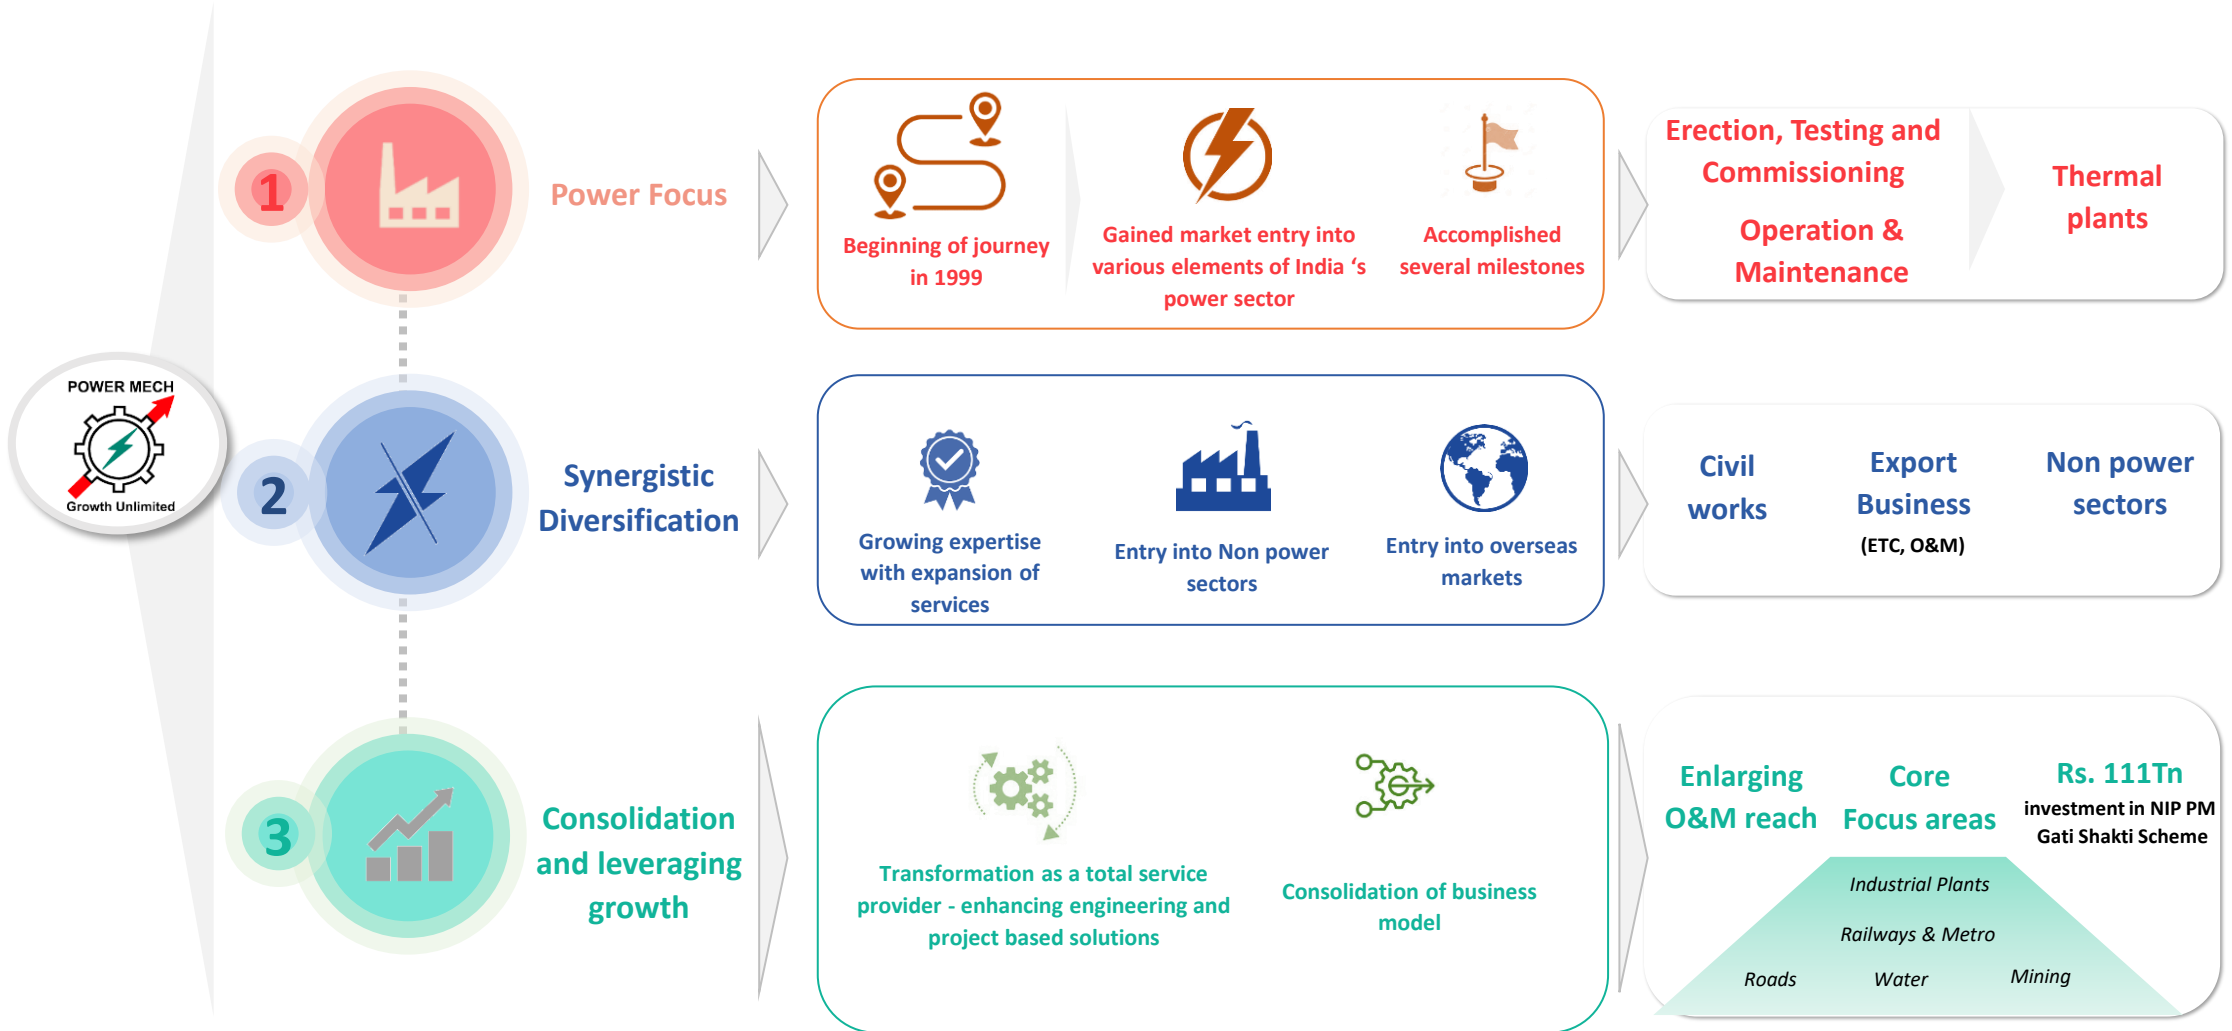 POWER MECH
Growth Unlimited
1
Power Focus
Beginning of journey
in 1999
Gained market entry into
various elements of India ‘s
power sector
Accomplished
several milestones
Erection, Testing and
Commissioning
Operation &
Maintenance
Thermal
plants
2
Synergistic
Diversification
Growing expertise
with expansion of
services
Entry into Non power
sectors
Entry into overseas
markets
Civil
works
Export
Business
(ETC, O&M)
Non power
sectors
3
Consolidation
and leveraging
growth
Transformation as a total service
provider - enhancing engineering and
project based solutions
Consolidation of business
model
Enlarging
O&M reach
Core
Focus areas
Rs. 111Tn
investment in NIP PM
Gati Shakti Scheme
Industrial Plants
Railways & Metro
Roads
Water
Mining